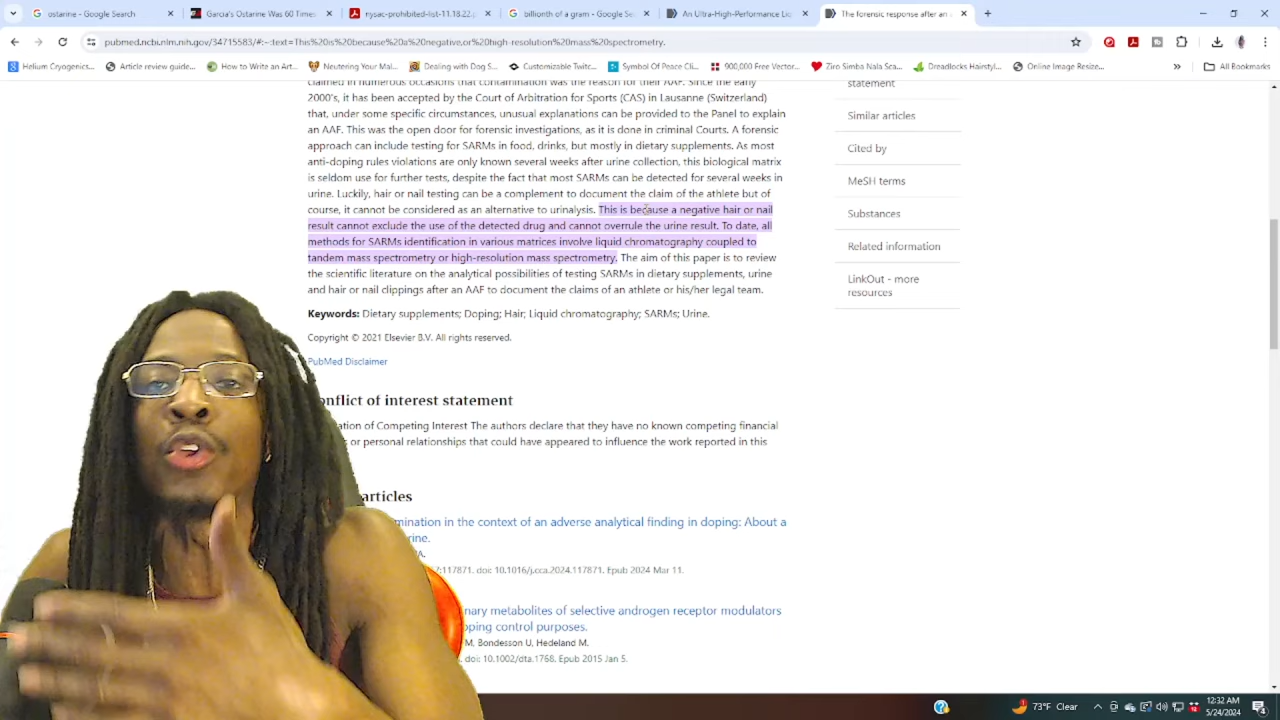 ostarine - Google Search
Garcia's Ostarine Was 60 Times
nysac-prohibited-list-11.18.22.
billionth of a gram - Google Se
An Ultra-High-Performance Li
The forensic response after an
pubmed.ncbi.nlm.nih.gov/34715583/#:~:text=This%20is%20because%20a%20negative,or%20high-resolution%20mass%20spectrometry.
Helium Cryogenics...
Article review guide...
How to Write an Art...
Neutering Your Mal...
Dealing with Dog S...
Customizable Twitc...
Symbol Of Peace Cli...
900,000 Free Vector...
Ziro Simba Nala Sca...
Dreadlocks Hairstyl...
Online Image Resize...
»
All Bookmarks
claimed in numerous occasions that contamination was the reason for their AAF. Since the early
2000's, it has been accepted by the Court of Arbitration for Sports (CAS) in Lausanne (Switzerland)
that, under some specific circumstances, unusual explanations can be provided to the Panel to explain
an AAF. This was the open door for forensic investigations, as it is done in criminal Courts. A forensic
approach can include testing for SARMs in food, drinks, but mostly in dietary supplements. As most
anti-doping rules violations are only known several weeks after urine collection, this biological matrix
is seldom use for further tests, despite the fact that most SARMs can be detected for several weeks in
urine. Luckily, hair or nail testing can be a complement to document the claim of the athlete but of
course, it cannot be considered as an alternative to urinalysis. This is because a negative hair or nail
result cannot exclude the use of the detected drug and cannot overrule the urine result. To date, all
methods for SARMs identification in various matrices involve liquid chromatography coupled to
tandem mass spectrometry or high-resolution mass spectrometry. The aim of this paper is to review
the scientific literature on the analytical possibilities of testing SARMs in dietary supplements, urine
and hair or nail clippings after an AAF to document the claims of an athlete or his/her legal team.
Keywords: Dietary supplements; Doping; Hair; Liquid chromatography; SARMs; Urine.
Copyright © 2021 Elsevier B.V. All rights reserved.
PubMed Disclaimer
onflict of interest statement
ation of Competing Interest The authors declare that they have no known competing financial
or personal relationships that could have appeared to influence the work reported in this
articles
mination in the context of an adverse analytical finding in doping: About a
rine.
:117871. doi: 10.1016/j.cca.2024.117871. Epub 2024 Mar 11.
nary metabolites of selective androgen receptor modulators
oping control purposes.
M, Bondesson U, Hedeland M.
. doi: 10.1002/dta.1768. Epub 2015 Jan 5.
statement
Similar articles
Cited by
MeSH terms
Substances
Related information
LinkOut - more
resources
73°F Clear
12:32 AM
5/24/2024